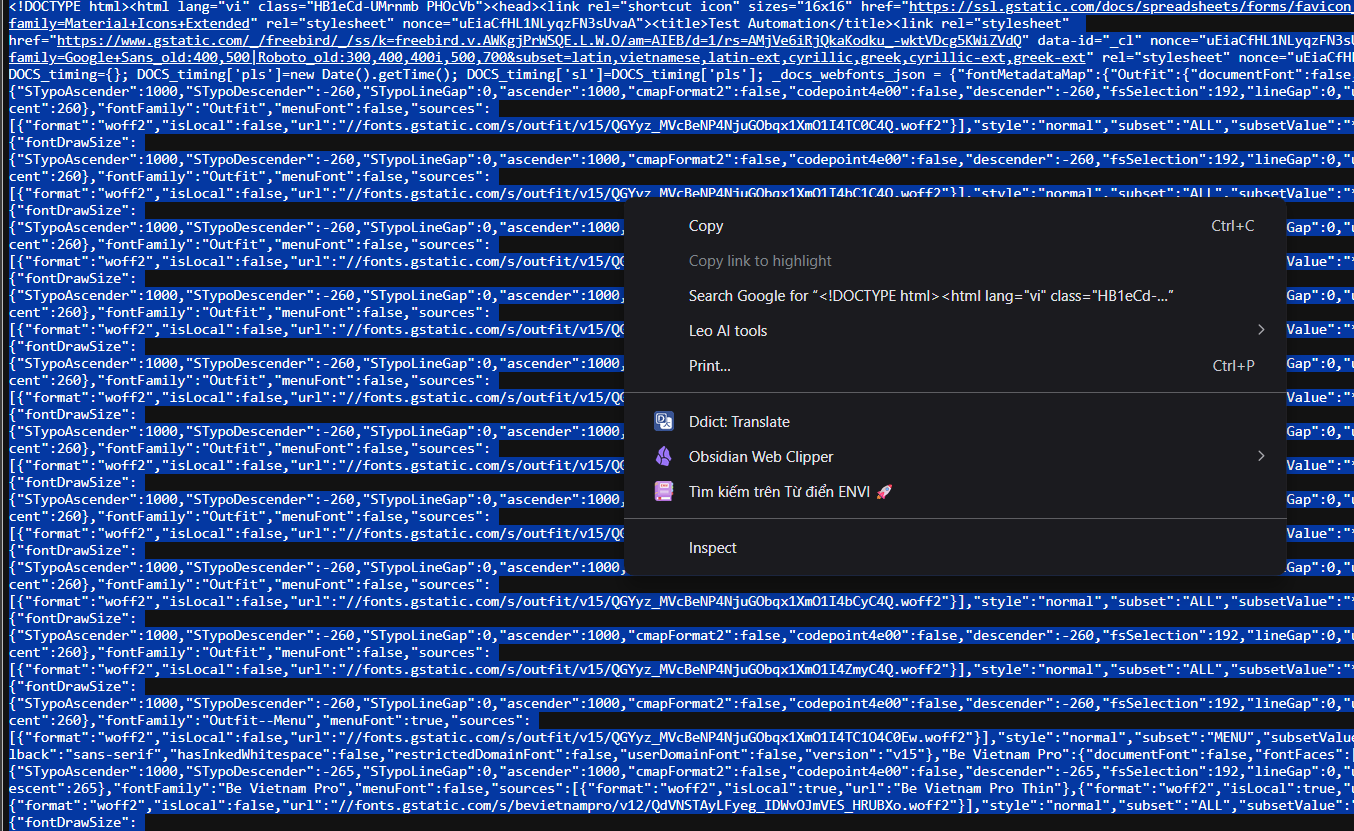 <!DOCTYPE html><html lang="vi" class="HB1eCd-UMrnmb PHOcVb"><head><link rel="shortcut icon" sizes="16x16" href="https://ssl.gstatic.com/docs/spreadsheets/forms/favicon_
family=Material+Icons+Extended" rel="stylesheet" nonce="uEiaCfHL1NLyqzFN3sUvaA"><title>Test Automation</title><link rel="stylesheet"
href="https://www.gstatic.com/_/freebird/_/ss/k=freebird.v.AWKgjPrWSQE.L.W.O/am=AIEB/d=1/rs=AMjVe6iRjQkaKodku_-wktVDcg5KWiZVdQ" data-id="_cl" nonce="uEiaCfHL1NLyqzFN3sU
family=Google+Sans_old:400,500|Roboto_old:300,400,400i,500,700&subset=latin,vietnamese,latin-ext,cyrillic,greek,cyrillic-ext,greek-ext" rel="stylesheet" nonce="uEiaCfHL
DOCS_timing={}; DOCS_timing['pls']=new Date().getTime(); DOCS_timing['sl']=DOCS_timing['pls']; _docs_webfonts_json = {"fontMetadataMap":{"Outfit":{"documentFont":false,
{"STypoAscender":1000,"STypoDescender":-260,"STypoLineGap":0,"ascender":1000,"cmapFormat2":false,"codepoint4e00":false,"descender":-260,"fsSelection":192,"lineGap":0,"u
cent":260},"fontFamily":"Outfit","menuFont":false,"sources":
[{"format":"woff2","isLocal":false,"url":"//fonts.gstatic.com/s/outfit/v15/QGYyz_MVcBeNP4NjuGObqx1XmO1I4TC0C4Q.woff2"}],"style":"normal","subset":"ALL","subsetValue":"*
{"fontDrawSize":
{"STypoAscender":1000,"STypoDescender":-260,"STypoLineGap":0,"ascender":1000,"cmapFormat2":false,"codepoint4e00":false,"descender":-260,"fsSelection":192,"lineGap":0,"u
cent":260},"fontFamily":"Outfit","menuFont":false,"sources":
[{"format":"woff2","isLocal":false,"url":"//fonts.gstatic.com/s/outfit/v15/QGYyz_MVcBeNP4NjuGObqx1XmO1I4bC1C4Q.woff2"}],"style":"normal","subset":"ALL","subsetValue":"*
{"fontDrawSize":
{"STypoAscender":1000,"STypoDescender":-260,"STypoLineGap":0,"ascender":1000, Gap":0,"u
cent":260},"fontFamily":"Outfit","menuFont":false,"sources":
[{"format":"woff2","isLocal":false,"url":"//fonts.gstatic.com/s/outfit/v15/QG Value":"*
{"fontDrawSize":
{"STypoAscender":1000,"STypoDescender":-260,"STypoLineGap":0,"ascender":1000, Gap":0,"u
cent":260},"fontFamily":"Outfit","menuFont":false,"sources":
[{"format":"woff2","isLocal":false,"url":"//fonts.gstatic.com/s/outfit/v15/QG Value":"*
{"fontDrawSize":
{"STypoAscender":1000,"STypoDescender":-260,"STypoLineGap":0,"ascender":1000, Gap":0,"u
cent":260},"fontFamily":"Outfit","menuFont":false,"sources":
[{"format":"woff2","isLocal":false,"url":"//fonts.gstatic.com/s/outfit/v15/QG Value":"*
{"fontDrawSize":
{"STypoAscender":1000,"STypoDescender":-260,"STypoLineGap":0,"ascender":1000, Gap":0,"u
cent":260},"fontFamily":"Outfit","menuFont":false,"sources":
[{"format":"woff2","isLocal":false,"url":"//fonts.gstatic.com/s/outfit/v15/QG Value":"*
{"fontDrawSize":
{"STypoAscender":1000,"STypoDescender":-260,"STypoLineGap":0,"ascender":1000, Gap":0,"u
cent":260},"fontFamily":"Outfit","menuFont":false,"sources":
[{"format":"woff2","isLocal":false,"url":"//fonts.gstatic.com/s/outfit/v15/QG Value":"*
{"fontDrawSize":
{"STypoAscender":1000,"STypoDescender":-260,"STypoLineGap":0,"ascender":1000, Gap":0,"u
cent":260},"fontFamily":"Outfit","menuFont":false,"sources":
[{"format":"woff2","isLocal":false,"url":"//fonts.gstatic.com/s/outfit/v15/QGYyz_MVcBeNP4NjuGObqx1XmO1I4bCyC4Q.woff2"}],"style":"normal","subset":"ALL","subsetValue":"*
{"fontDrawSize":
{"STypoAscender":1000,"STypoDescender":-260,"STypoLineGap":0,"ascender":1000,"cmapFormat2":false,"codepoint4e00":false,"descender":-260,"fsSelection":192,"lineGap":0,"u
cent":260},"fontFamily":"Outfit","menuFont":false,"sources":
[{"format":"woff2","isLocal":false,"url":"//fonts.gstatic.com/s/outfit/v15/QGYyz_MVcBeNP4NjuGObqx1XmO1I4ZmyC4Q.woff2"}],"style":"normal","subset":"ALL","subsetValue":"*
{"fontDrawSize":
{"STypoAscender":1000,"STypoDescender":-260,"STypoLineGap":0,"ascender":1000,"cmapFormat2":false,"codepoint4e00":false,"descender":-260,"fsSelection":192,"lineGap":0,"u
cent":260},"fontFamily":"Outfit--Menu","menuFont":true,"sources":
[{"format":"woff2","isLocal":false,"url":"//fonts.gstatic.com/s/outfit/v15/QGYyz_MVcBeNP4NjuGObqx1XmO1I4TC1O4C0Ew.woff2"}],"style":"normal","subset":"MENU","subsetValue
lback":"sans-serif","hasInkedWhitespace":false,"restrictedDomainFont":false,"userDomainFont":false,"version":"v15"},"Be Vietnam Pro":{"documentFont":false,"fontFaces":[
{"STypoAscender":1000,"STypoDescender":-265,"STypoLineGap":0,"ascender":1000,"cmapFormat2":false,"codepoint4e00":false,"descender":-265,"fsSelection":192,"lineGap":0,"u
escent":265},"fontFamily":"Be Vietnam Pro","menuFont":false,"sources":[{"format":"woff2","isLocal":true,"url":"Be Vietnam Pro Thin"},{"format":"woff2","isLocal":true,"u
{"format":"woff2","isLocal":false,"url":"//fonts.gstatic.com/s/bevietnampro/v12/QdVNSTAyLFyeg_IDWvOJmVES_HRUBXo.woff2"}],"style":"normal","subset":"ALL","subsetValue":"
{"fontDrawSize":
Copy Ctrl+C
Copy link to highlight
Search Google for “<!DOCTYPE html><html lang="vi" class="HB1eCd-…”
Leo AI tools
Print... Ctrl+P
Ddict: Translate
Obsidian Web Clipper
Tìm kiếm trên Từ điển ENVI 🚀
Inspect